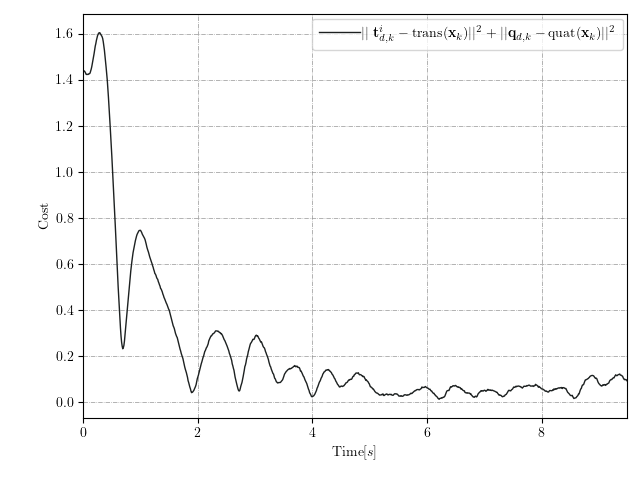 || t^i_{d,k} − trans(x_k)||^2 + ||q_{d,k} − quat(x_k)||^2
1.6
1.4
1.2
1.0
0.8
0.6
0.4
0.2
0.0
Cost
0 2 4 6 8
Time[s]